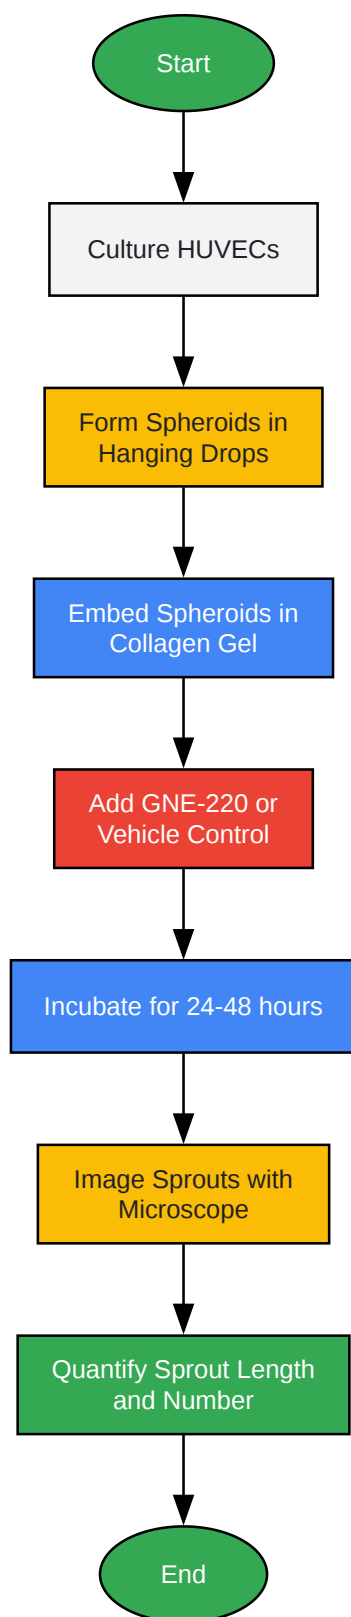 Start
Culture HUVECs
Form Spheroids in
Hanging Drops
Embed Spheroids in
Collagen Gel
Add GNE-220 or
Vehicle Control
Incubate for 24-48 hours
Image Sprouts with
Microscope
Quantify Sprout Length
and Number
End